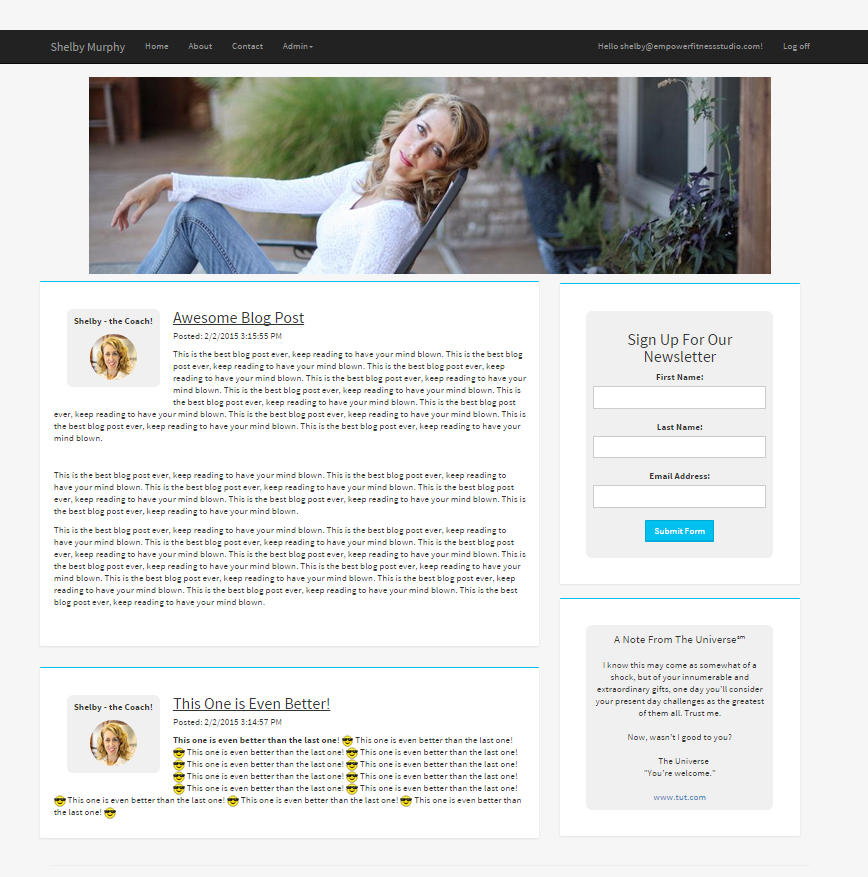 Shelby Murphy Home About Contact Admin Hello shelby@empowerfitnessstudio.com! Log off
Shelby - the Coach!
Awesome Blog Post
Posted: 2/2/2015 3:15:55 PM
This is the best blog post ever, keep reading to have your mind blown. This is the best blog
post ever, keep reading to have your mind blown. This is the best blog post ever, keep
reading to have your mind blown. This is the best blog post ever, keep reading to have your
mind blown. This is the best blog post ever, keep reading to have your mind blown. This is
the best blog post ever, keep reading to have your mind blown. This is the best blog post
ever, keep reading to have your mind blown. This is the best blog post ever, keep reading to have your mind blown. This is
the best blog post ever, keep reading to have your mind blown. This is the best blog post ever, keep reading to have your
mind blown.
This is the best blog post ever, keep reading to have your mind blown. This is the best blog post ever, keep reading to
have your mind blown. This is the best blog post ever, keep reading to have your mind blown. This is the best blog post
ever, keep reading to have your mind blown. This is the best blog post ever, keep reading to have your mind blown. This is
the best blog post ever, keep reading to have your mind blown.
This is the best blog post ever, keep reading to have your mind blown. This is the best blog post ever, keep reading to
have your mind blown. This is the best blog post ever, keep reading to have your mind blown. This is the best blog post
ever, keep reading to have your mind blown. This is the best blog post ever, keep reading to have your mind blown. This is
the best blog post ever, keep reading to have your mind blown. This is the best blog post ever, keep reading to have your
mind blown. This is the best blog post ever, keep reading to have your mind blown. This is the best blog post ever, keep
reading to have your mind blown. This is the best blog post ever, keep reading to have your mind blown. This is the best
blog post ever, keep reading to have your mind blown.
Shelby - the Coach!
This One is Even Better!
Posted: 2/2/2015 3:14:57 PM
This one is even better than the last one! This one is even better than the last one!
This one is even better than the last one! This one is even better than the last one!
This one is even better than the last one! This one is even better than the last one!
This one is even better than the last one! This one is even better than the last one!
This one is even better than the last one! This one is even better than the last one!
This one is even better than the last one! This one is even better than the last one! This one is even better than
the last one!
Sign Up For Our
Newsletter
First Name:
Last Name:
Email Address:
Submit Form
A Note From The Universe℠
I know this may come as somewhat of a
shock, but of your innumerable and
extraordinary gifts, one day you'll consider
your present day challenges as the greatest
of them all. Trust me.
Now, wasn't I good to you?
The Universe
"You're welcome."
www.tut.com